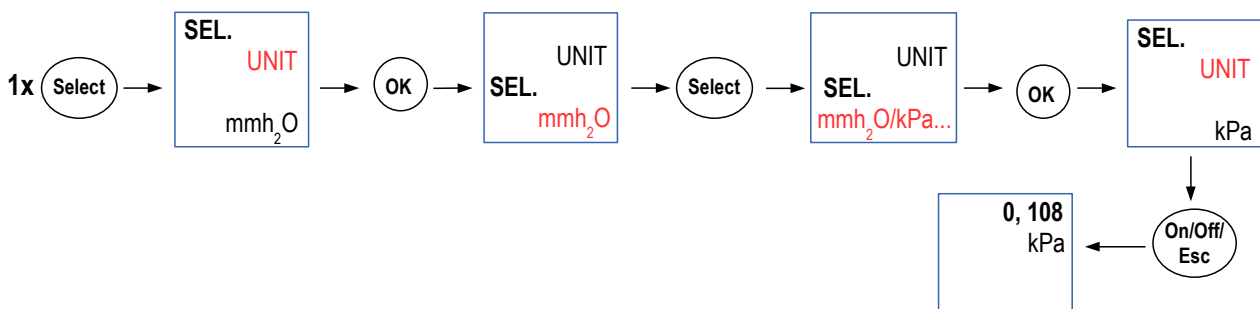 1x
Select
SEL.
UNIT
mmh₂O
OK
UNIT
SEL.
mmh₂O
Select
UNIT
SEL.
mmh₂O/kPa...
OK
SEL.
UNIT
kPa
On/Off/
Esc
0, 108
kPa